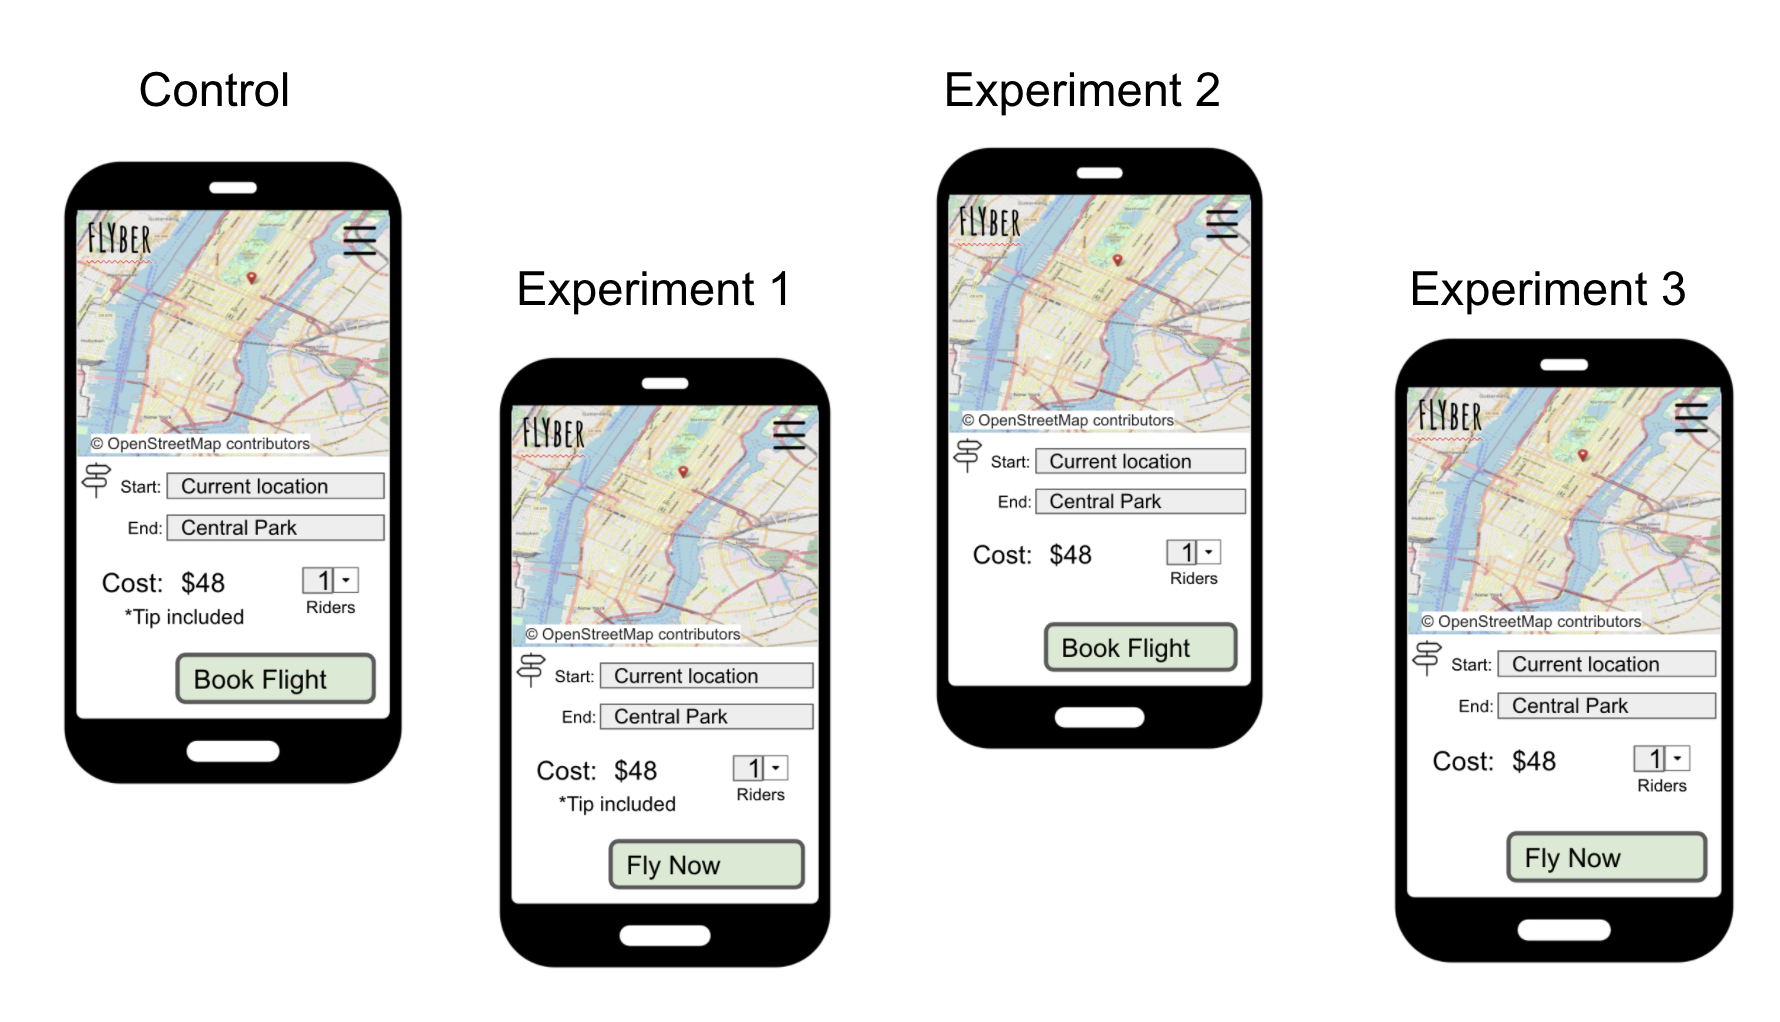 Control
FLYBER
© OpenStreetMap contributors
Start: Current location
End: Central Park
Cost: $48
1
Riders
*Tip included
Book Flight
Experiment 1
FLYBER
© OpenStreetMap contributors
Start: Current location
End: Central Park
Cost: $48
1
Riders
*Tip included
Fly Now
Experiment 2
FLYBER
© OpenStreetMap contributors
Start: Current location
End: Central Park
Cost: $48
1
Riders
Book Flight
Experiment 3
FLYBER
© OpenStreetMap contributors
Start: Current location
End: Central Park
Cost: $48
1
Riders
Fly Now